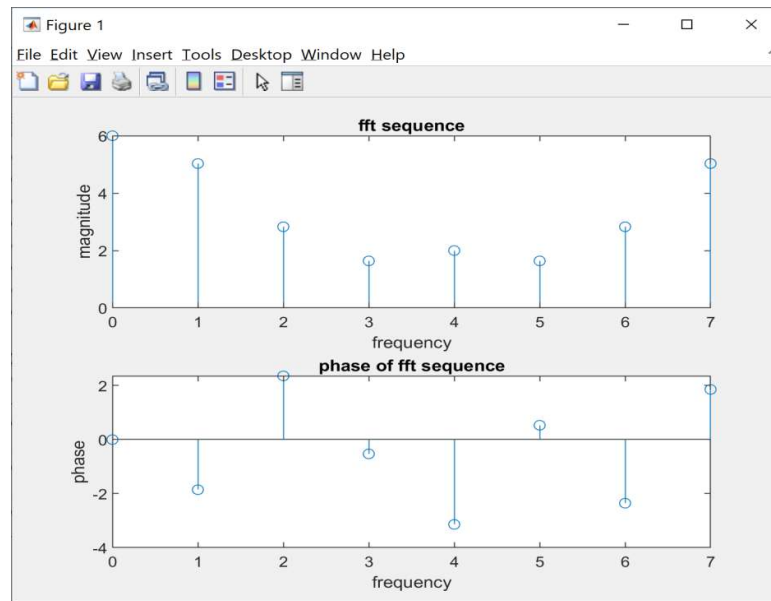 Figure 1
File Edit View Insert Tools Desktop Window Help
fft sequence
6
4
2
0
magnitude
0 1 2 3 4 5 6 7
frequency
phase of fft sequence
2
0
-2
-4
phase
0 1 2 3 4 5 6 7
frequency